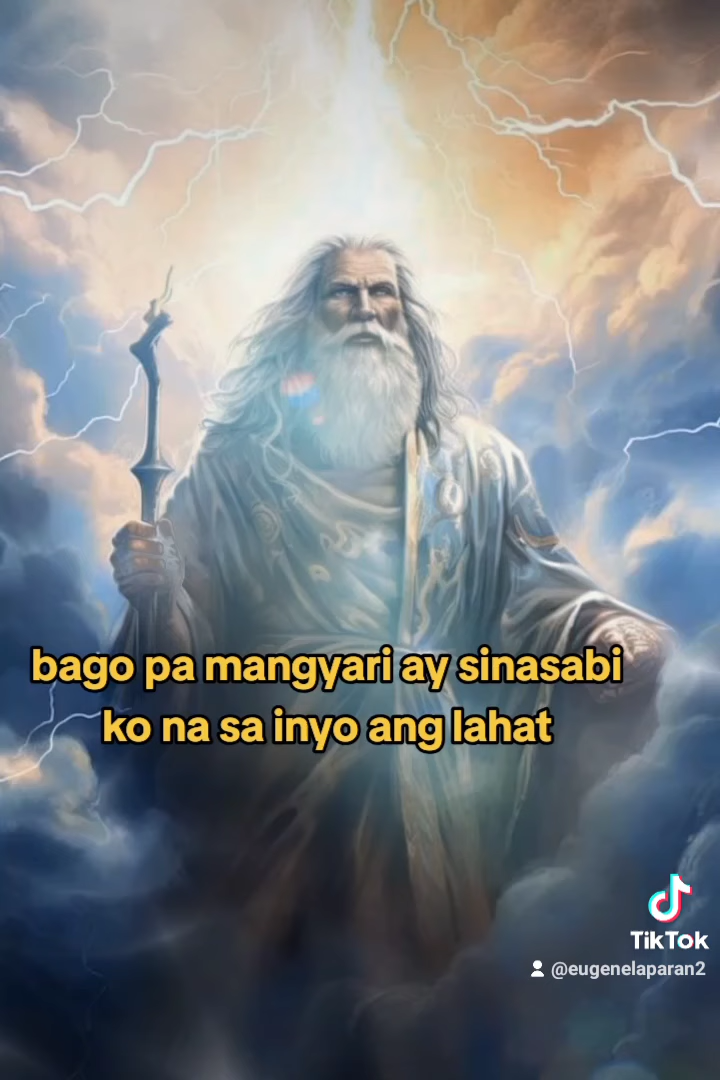 bago pa mangyari ay sinasabi
ko na sa inyo ang lahat
TikTok
@eugenelaparan2